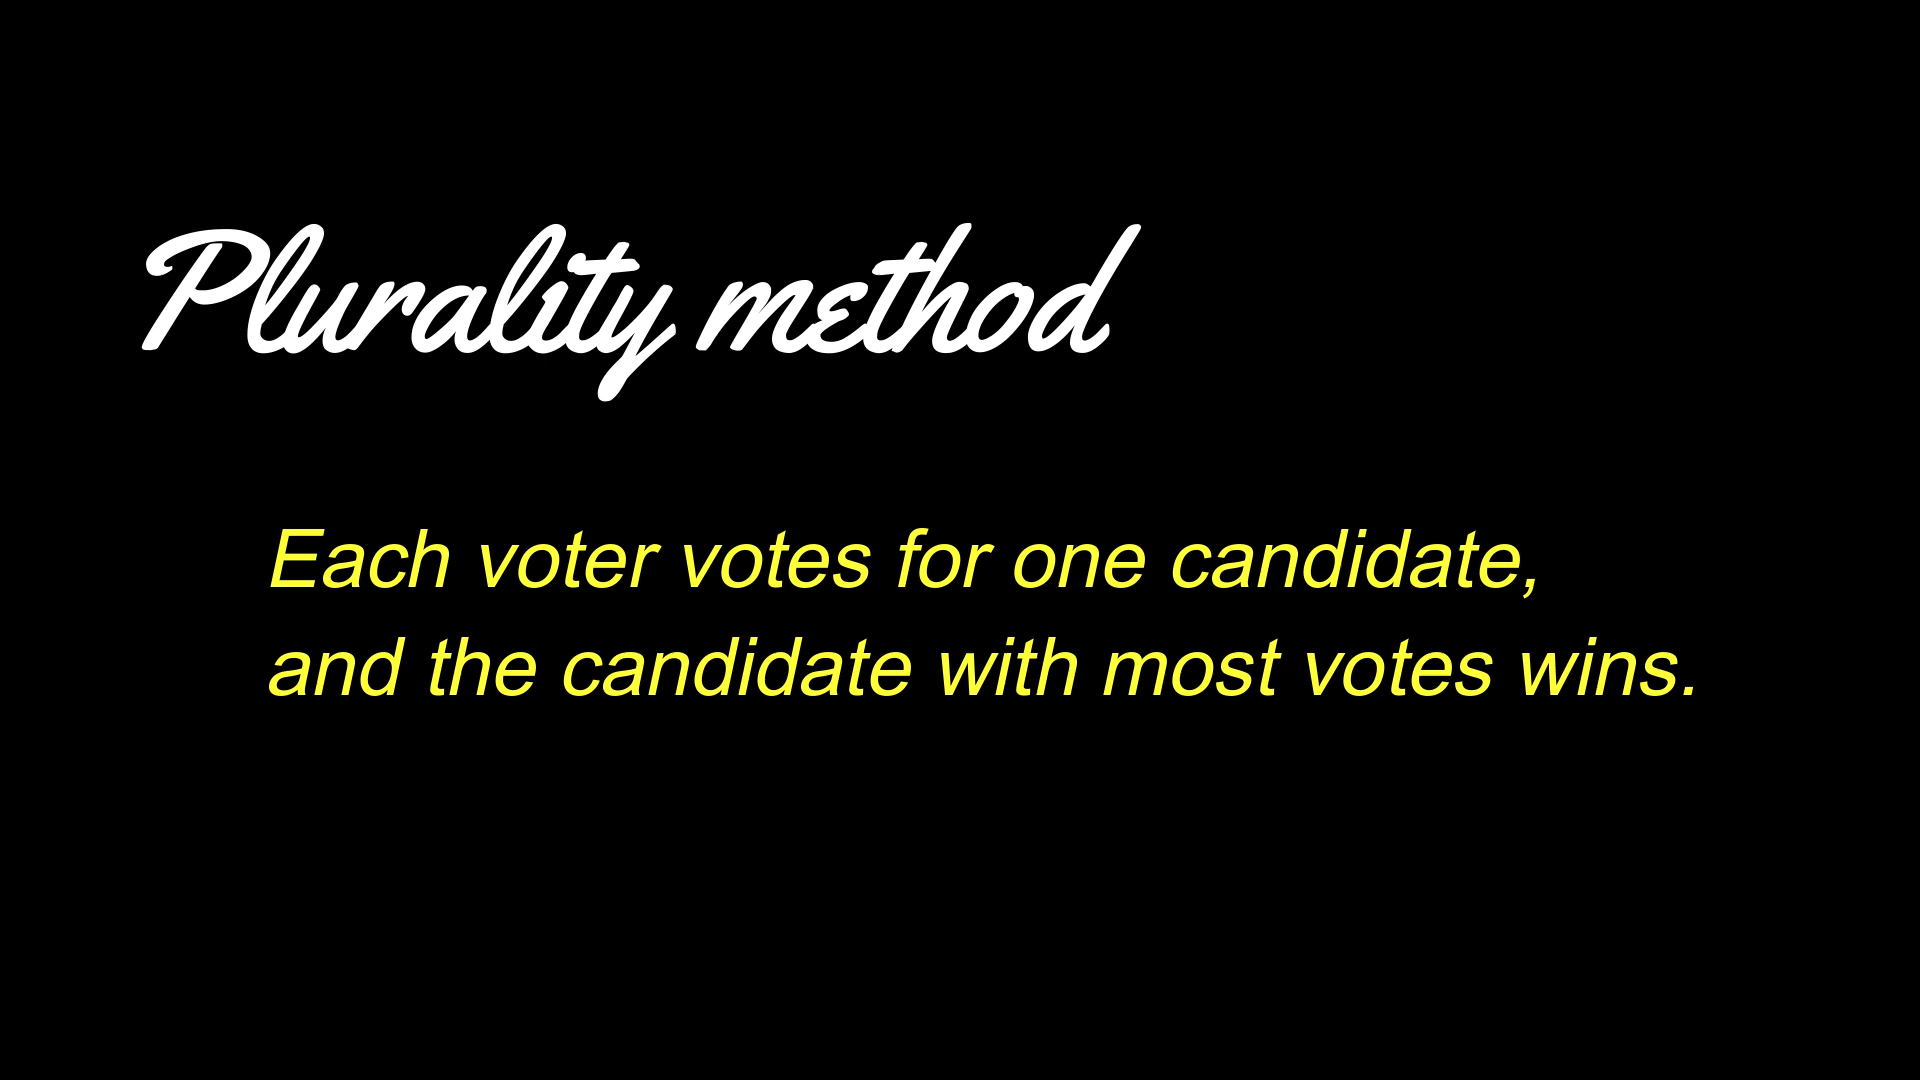 Plurality method
Each voter votes for one candidate,
and the candidate with most votes wins.